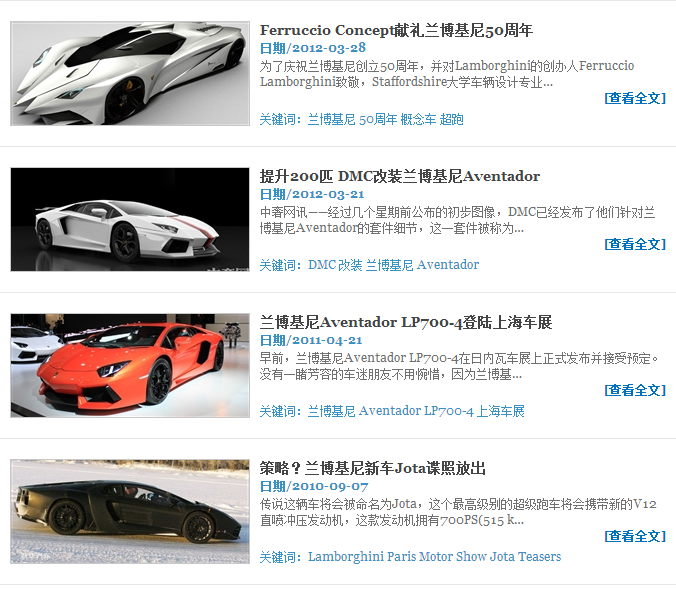 Ferruccio Concept献礼兰博基尼50周年
日期/2012-03-28
为了庆祝兰博基尼创立50周年，并对Lamborghini的创办人Ferruccio
Lamborghini致敬，Staffordshire大学车辆设计专业...
[查看全文]
关键词：兰博基尼 50周年 概念车 超跑
提升200匹 DMC改装兰博基尼Aventador
日期/2012-03-21
中奢网讯——经过几个星期前公布的初步图像，DMC已经发布了他们针对兰
博基尼Aventador的套件细节，这一套件被称为...
[查看全文]
关键词：DMC 改装 兰博基尼 Aventador
兰博基尼Aventador LP700-4登陆上海车展
日期/2011-04-21
早前，兰博基尼Aventador LP700-4在日内瓦车展上正式发布并接受预定。
没有一睹芳容的车迷朋友不用惋惜，因为兰博基...
[查看全文]
关键词：兰博基尼 Aventador LP700-4 上海车展
策略？兰博基尼新车Jota谍照放出
日期/2010-09-07
传说这辆车将会被命名为Jota，这个最高级别的超级跑车将会携带新的V12
直喷冲压发动机，这款发动机拥有700PS(515 k...
[查看全文]
关键词：Lamborghini Paris Motor Show Jota Teasers